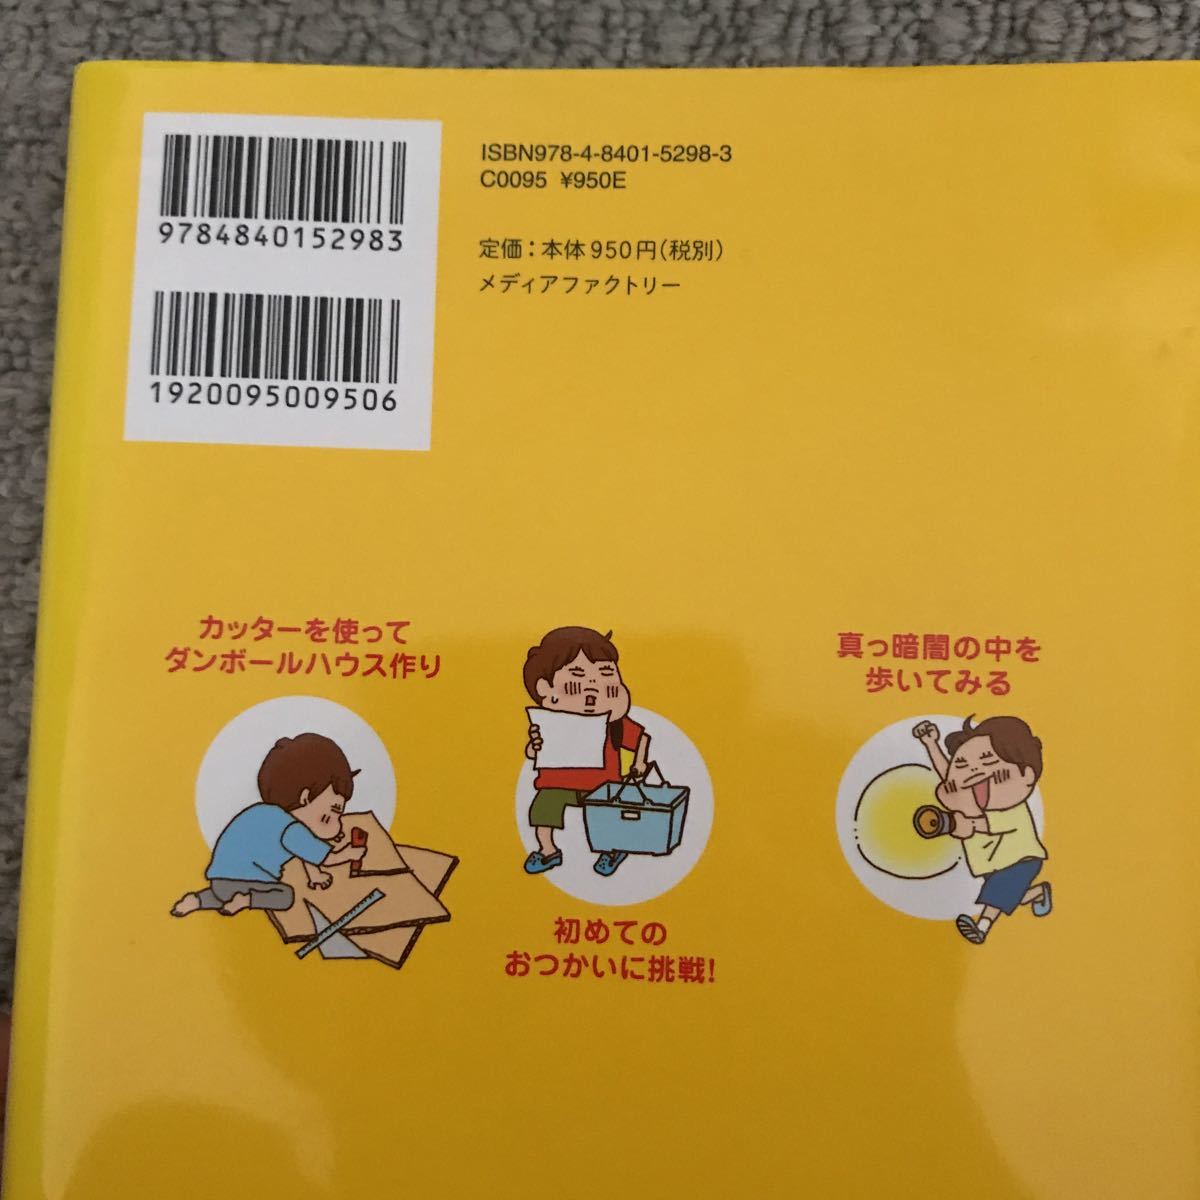 9784840152983
1920095009506
ISBN978-4-8401-5298-3
C0095 ¥950E
定価：本体950円（税別）
メディアファクトリー
カッターを使って
ダンボールハウス作り
初めての
おつかいに挑戦！
真っ暗闇の中を
歩いてみる